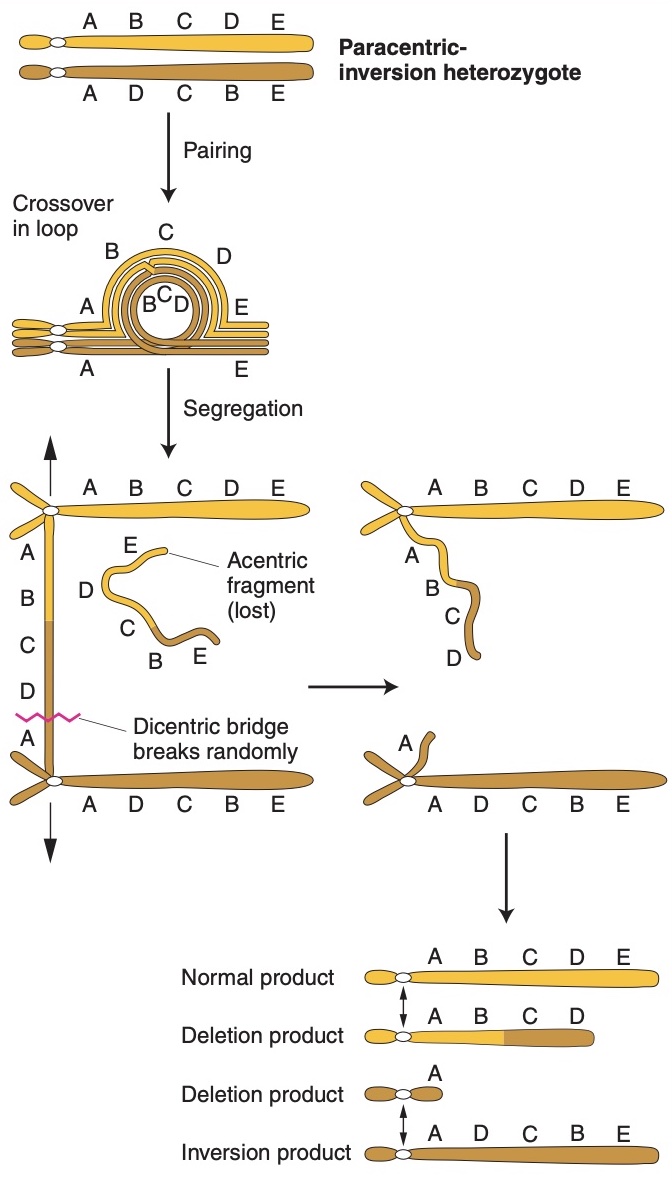 A B C D E
Paracentric-
inversion heterozygote
A D C B E
Pairing
Crossover
in loop
C
B D
A E
B C D
A E
Segregation
A B C D E
A
B
C
D
A
E
D
C
B E
Acentric
fragment
(lost)
Dicentric bridge
breaks randomly
A D C B E
A B C D E
A
B
C
D
A
A D C B E
A B C D E
Normal product
A B C D
Deletion product
A
Deletion product
A D C B E
Inversion product